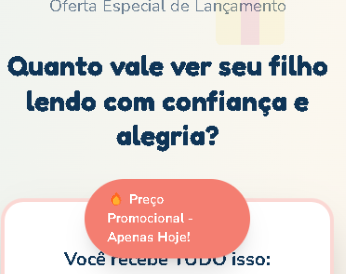 Oferta Especial de Lançamento
Quanto vale ver seu filho
lendo com confiança e
alegria?
🔥 Preço
Promocional -
Apenas Hoje!
Você recebe TUDO isso: